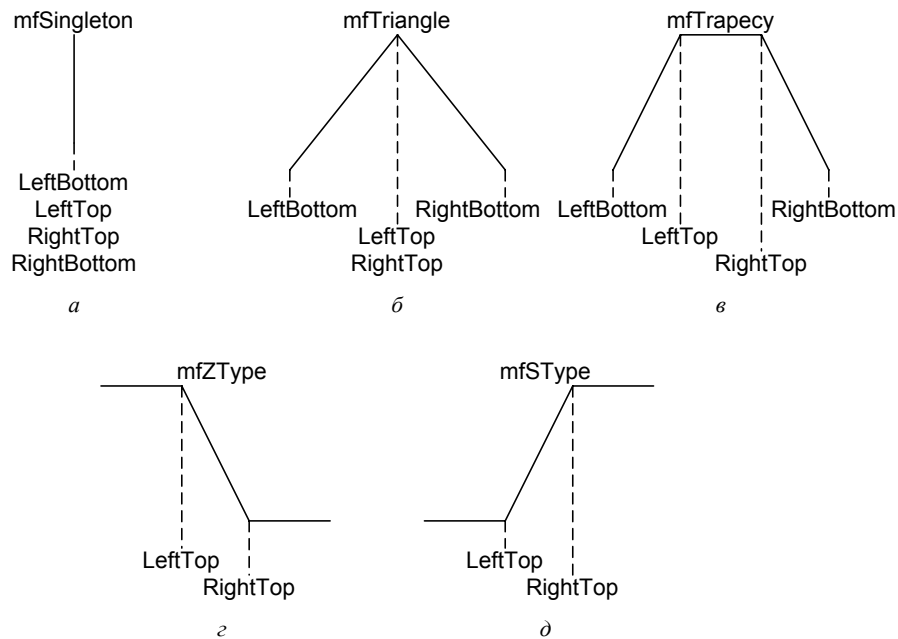 mfSingleton mfTriangle mfTrapecy
LeftBottom
LeftTop
RightTop
RightBottom
LeftBottom RightBottom
LeftTop
RightTop
LeftBottom RightBottom
LeftTop
RightTop
а б в
mfZType mfSType
LeftTop
RightTop
LeftTop
RightTop
г д